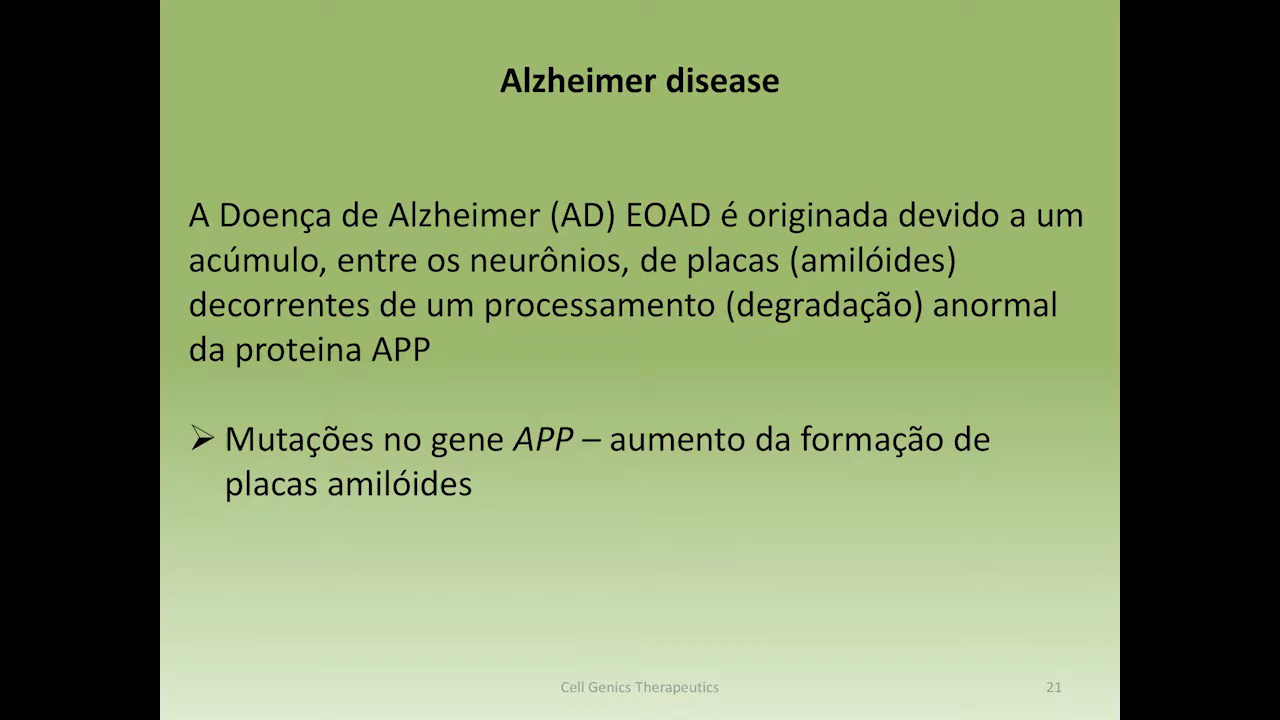 Alzheimer disease
A Doença de Alzheimer (AD) EOAD é originada devido a um
acúmulo, entre os neurônios, de placas (amilóides)
decorrentes de um processamento (degradação) anormal
da proteina APP
➢ Mutações no gene APP – aumento da formação de
placas amilóides
Cell Genics Therapeutics
21